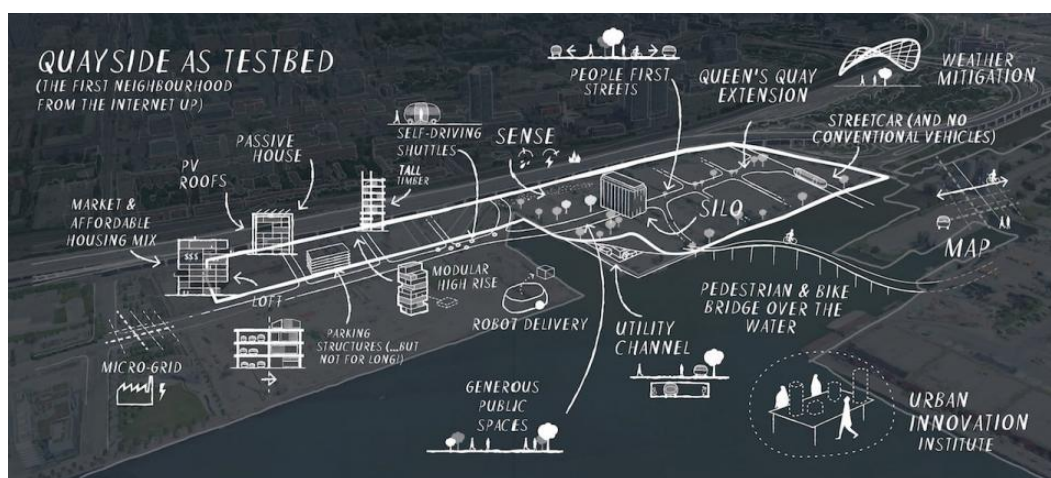 QUAYSIDE AS TESTBED
(THE FIRST NEIGHBOURHOOD
FROM THE INTERNET UP)
PEOPLE FIRST
STREETS
QUEEN'S QUAY
EXTENSION
WEATHER
MITIGATION
STREETCAR (AND NO
CONVENTIONAL VEHICLES)
SELF-DRIVING
SHUTTLES
SENSE
PASSIVE
HOUSE
PV
ROOFS
TALL
TIMBER
MARKET &
AFFORDABLE
HOUSING MIX
$$$
SILO
MAP
LOFT
MODULAR
HIGH RISE
ROBOT DELIVERY
PARKING
STRUCTURES (...BUT
NOT FOR LONG!)
PEDESTRIAN & BIKE
BRIDGE OVER THE
WATER
UTILITY
CHANNEL
MICRO-GRID
GENEROUS
PUBLIC
SPACES
URBAN
INNOVATION
INSTITUTE